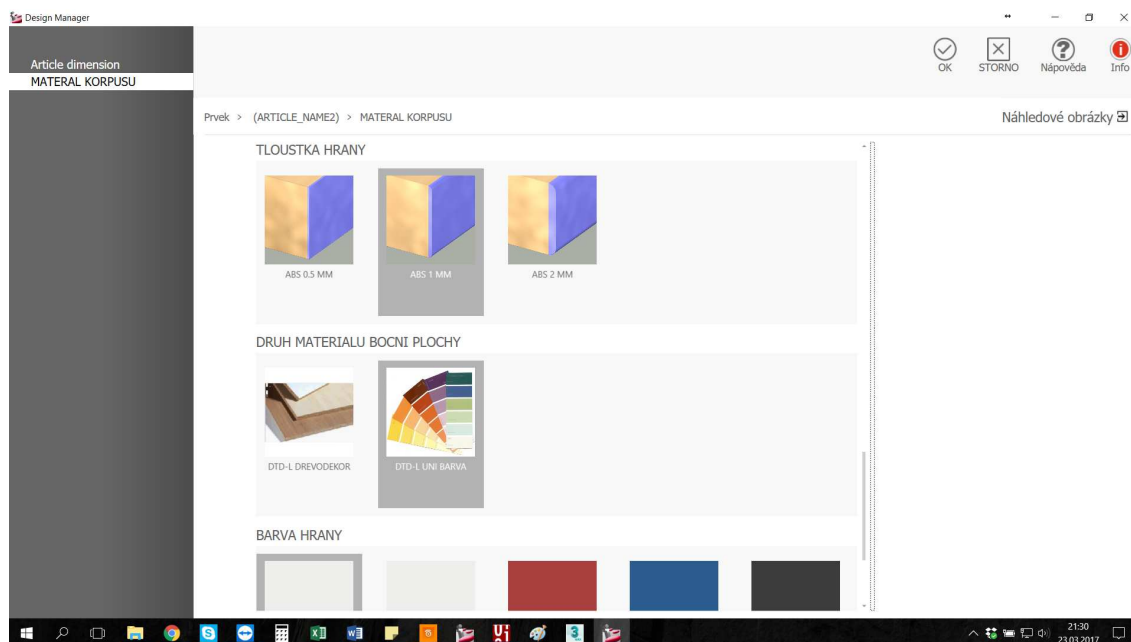 Design Manager
Article dimension
MATERAL KORPUSU
OK
STORNO
Nápověda
Info
Prvek > (ARTICLE_NAME2) > MATERAL KORPUSU
Náhledové obrázky
TLOUSTKA HRANY
ABS 0.5 MM
ABS 1 MM
ABS 2 MM
DRUH MATERIALU BOCNI PLOCHY
DTD-L DREVODEKOR
DTD-L UNI BARVA
BARVA HRANY
21:30
23.03.2017